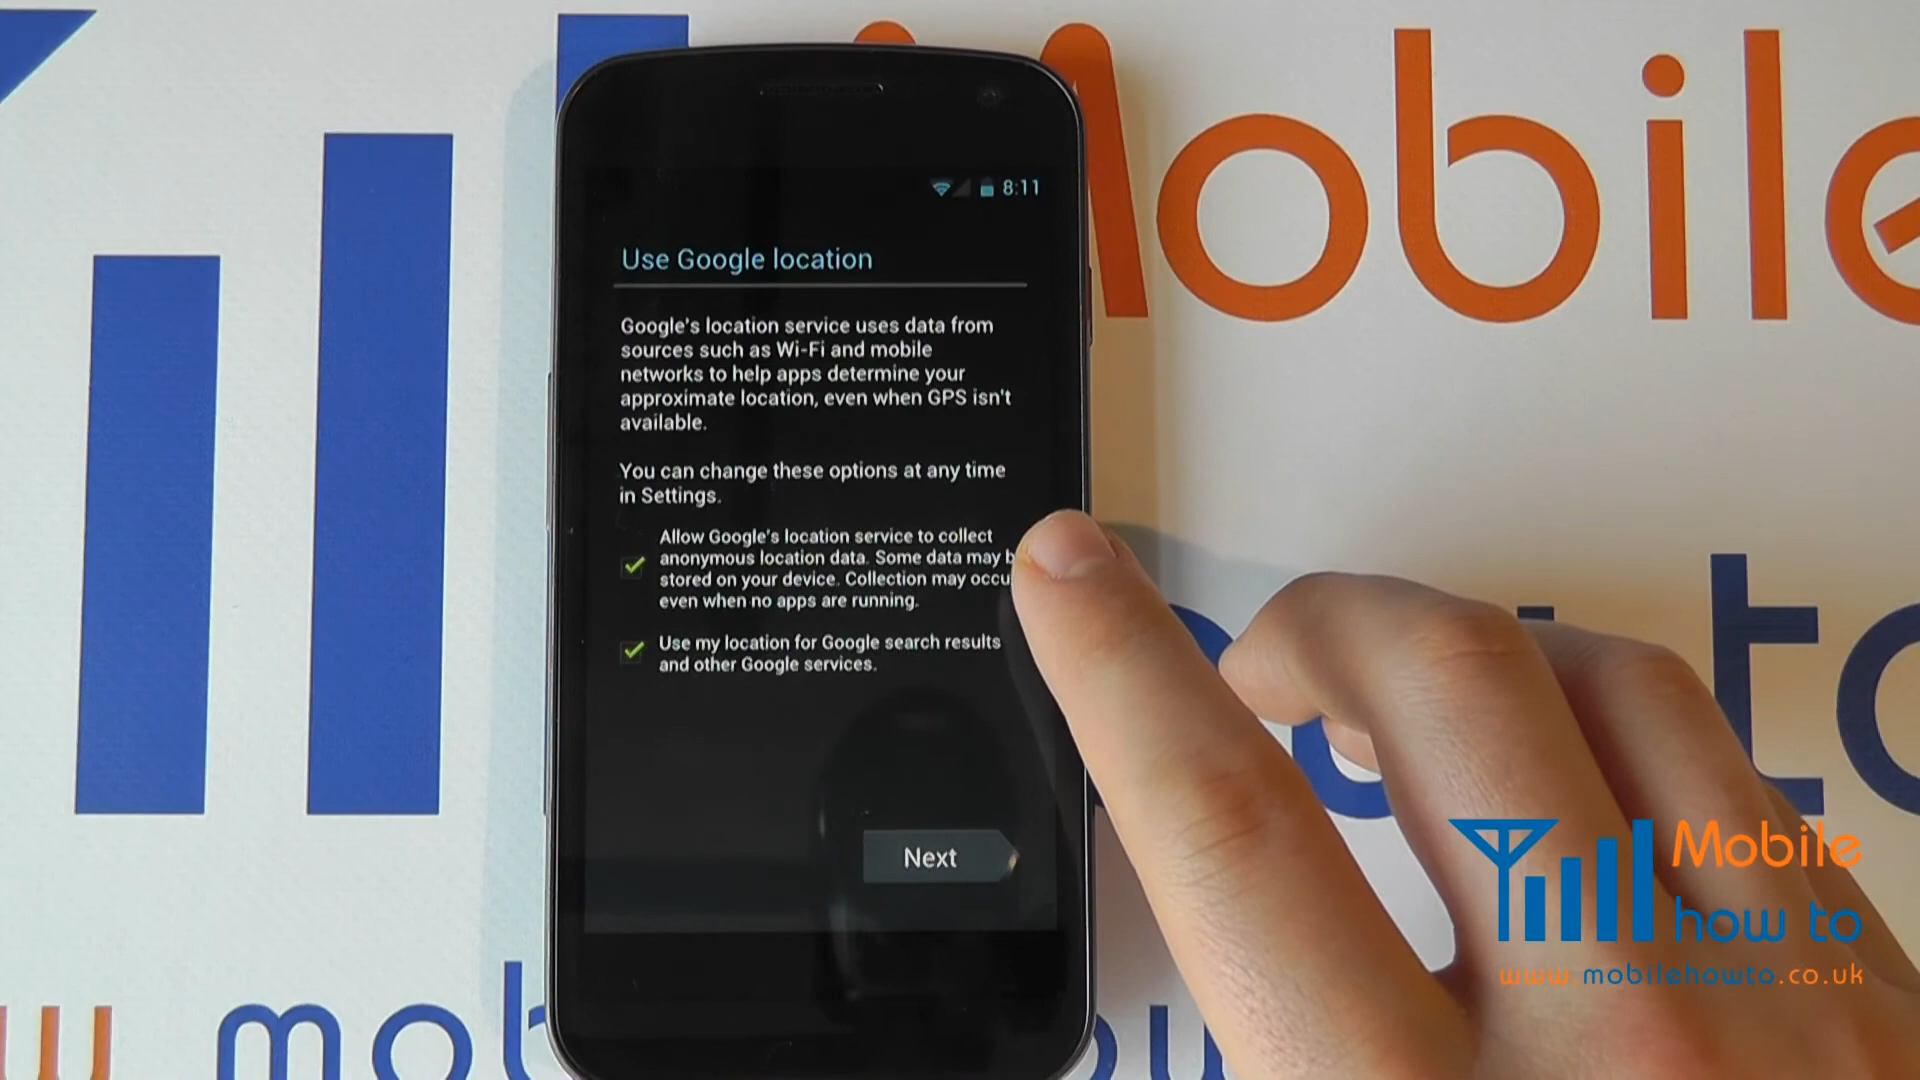 Mobile
8:11
Use Google location
Google's location service uses data from
sources such as Wi-Fi and mobile
networks to help apps determine your
approximate location, even when GPS isn't
available.
You can change these options at any time
in Settings.
Allow Google's location service to collect
anonymous location data. Some data may b
stored on your device. Collection may occu
even when no apps are running.
Use my location for Google search results
and other Google services.
to
Next
Mobile
how to
www.mobilehowto.co.uk
w mob